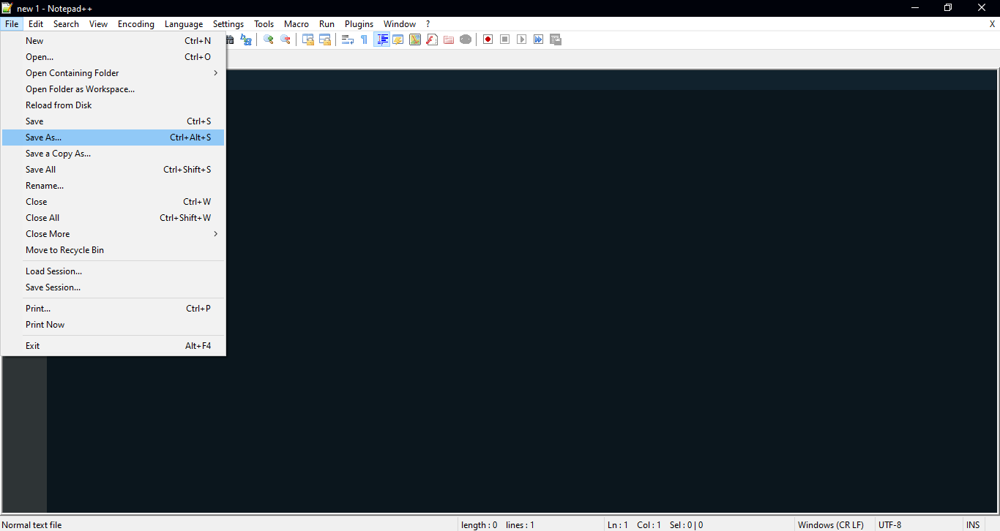 new 1 - Notepad++
File Edit Search View Encoding Language Settings Tools Macro Run Plugins Window ? X
New Ctrl+N
Open... Ctrl+O
Open Containing Folder
Open Folder as Workspace...
Reload from Disk
Save Ctrl+S
Save As... Ctrl+Alt+S
Save a Copy As...
Save All Ctrl+Shift+S
Rename...
Close Ctrl+W
Close All Ctrl+Shift+W
Close More
Move to Recycle Bin
Load Session...
Save Session...
Print... Ctrl+P
Print Now
Exit Alt+F4
Normal text file length : 0 lines : 1 Ln : 1 Col : 1 Sel : 0 | 0 Windows (CR LF) UTF-8 INS